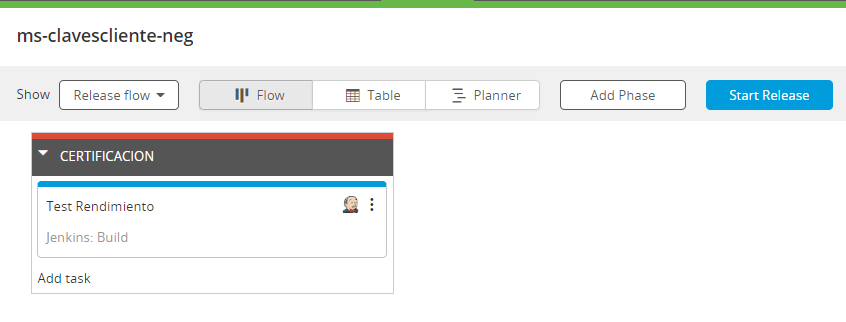 ms-clavescliente-neg
Show Release flow Flow Table Planner Add Phase Start Release
CERTIFICACION
Test Rendimiento
Jenkins: Build
Add task